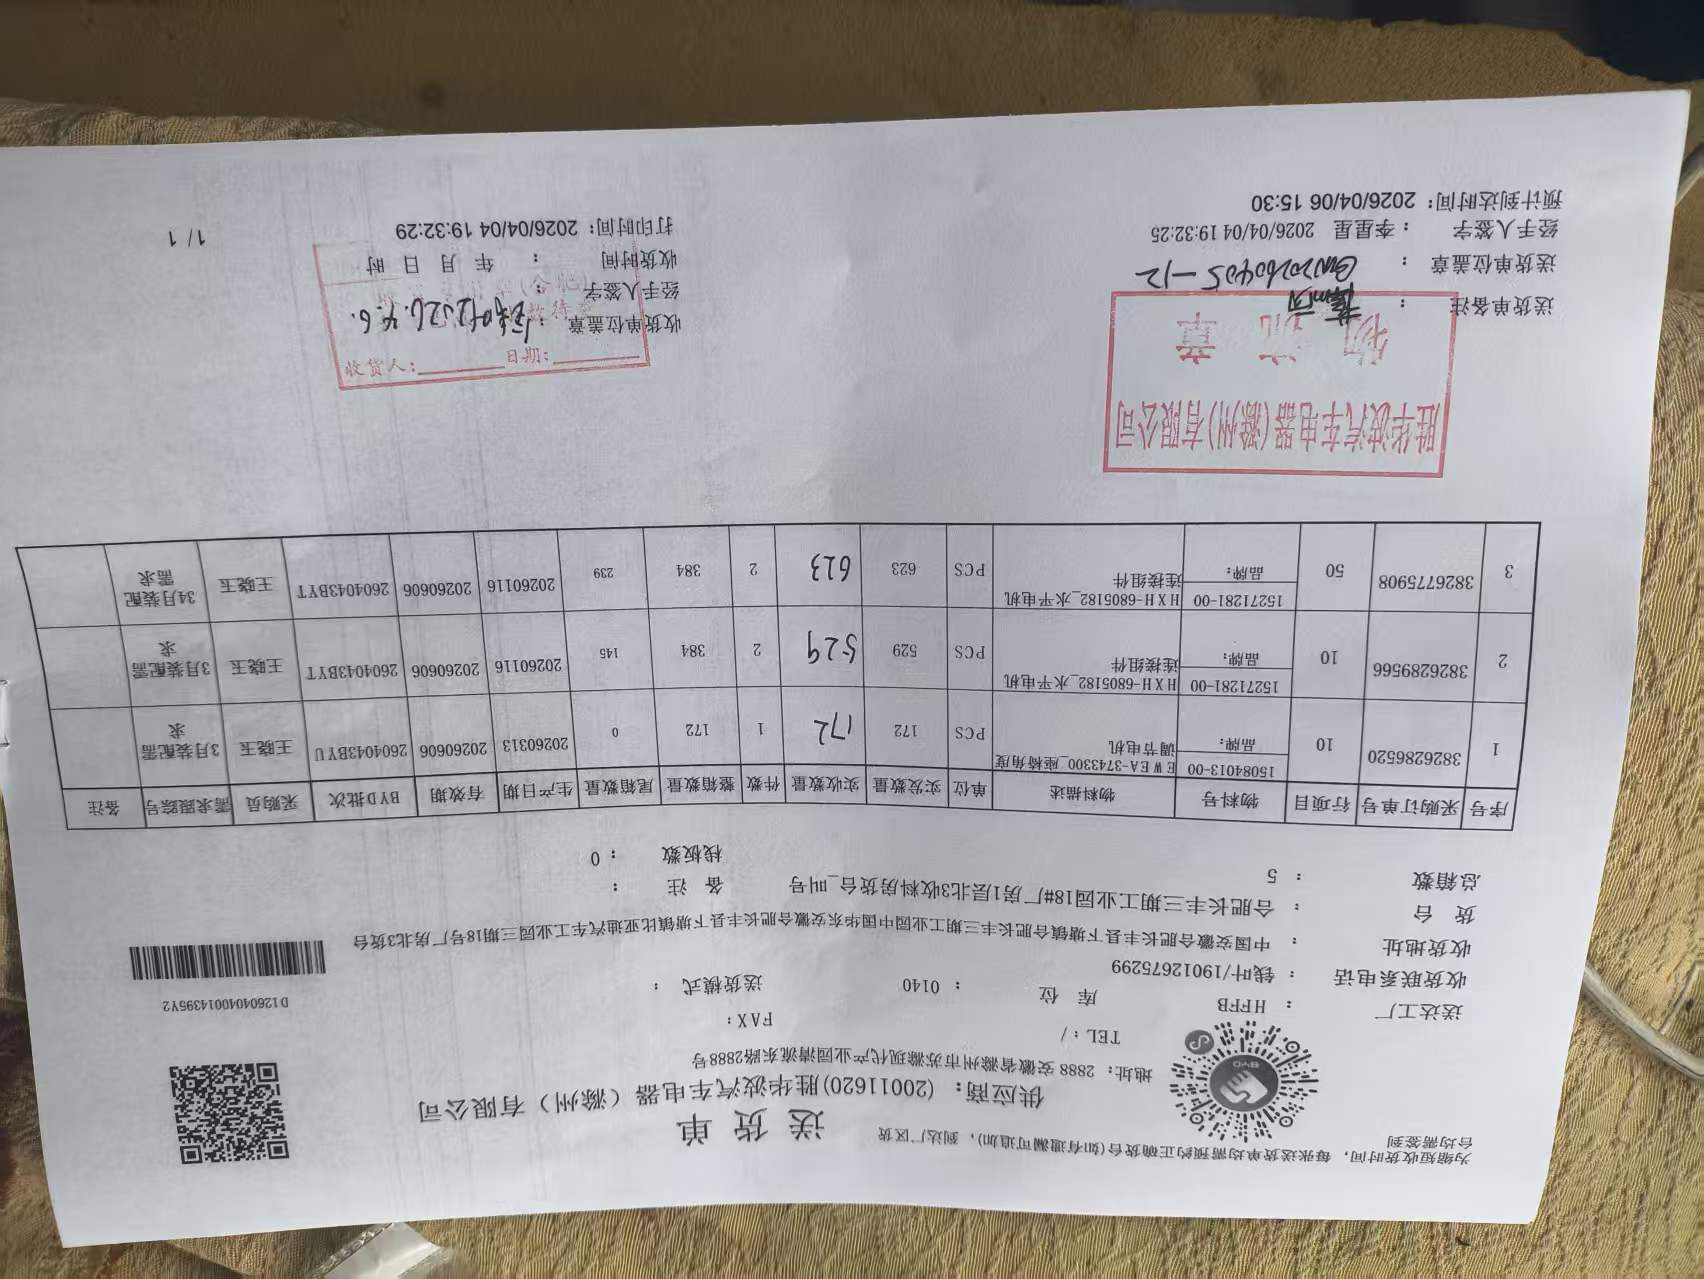 为缩短收货时间，每张送货单均需预约正确货台(如有遗漏可追加)，到达厂区货台均需签到
送 货 单
供应商：(20011620)胜华波汽车电器（滁州）有限公司
地址：2888 安徽省滁州市苏滁现代产业园清流东路2888号
TEL：/ FAX：
送达工厂 ：HFFB 库 位 ：0140 送货模式 ：
D12604040014395Y2
收货联系电话 ：钱叶/19012675299
收货地址 ：中国安徽合肥长丰县下塘镇合肥长丰三期工业园中国华东安徽合肥长丰县下塘镇比亚迪汽车工业园三期18号厂房北3货台
货 台 ：合肥长丰三期工业园18#厂房1层北3收料房货台_叫号 备 注 ：
总箱数 ：5 栈板数 ：0
序号 采购订单号 行项目 物料号 物料描述 单位 实发数量 实收数量 件数 整箱数量 尾箱数量 生产日期 有效期 BYD批次 采购员 需求跟踪号 备注
1 3826286520 10 15084013-00 品牌： EWEA-3743300_座椅角度调节电机 PCS 172 172 1 172 0 20260313 20260606 2604043BYU 王晓玉 3月装配需求
2 3826289566 10 15271281-00 品牌： HXH-6805182_水平电机连接组件 PCS 529 529 2 384 145 20260116 20260606 2604043BYT 王晓玉 3月装配需求
3 3826775908 50 15271281-00 品牌： HXH-6805182_水平电机连接组件 PCS 623 623 2 384 239 20260116 20260606 2604043BYT 王晓玉 34月装配需求
胜华波汽车电器(滁州)有限公司
物 流 章
收货人： 日期：
送货单备注 ：
收货单位盖章 ： 2026.4.6.
送货单位盖章 ：
经手人签字 ：
经手人签字 ：李星星 2026/04/04 19:32:25
收货时间 ： 年 月 日 时
预计到达时间：2026/04/06 15:30
打印时间：2026/04/04 19:32:29
1/ 1